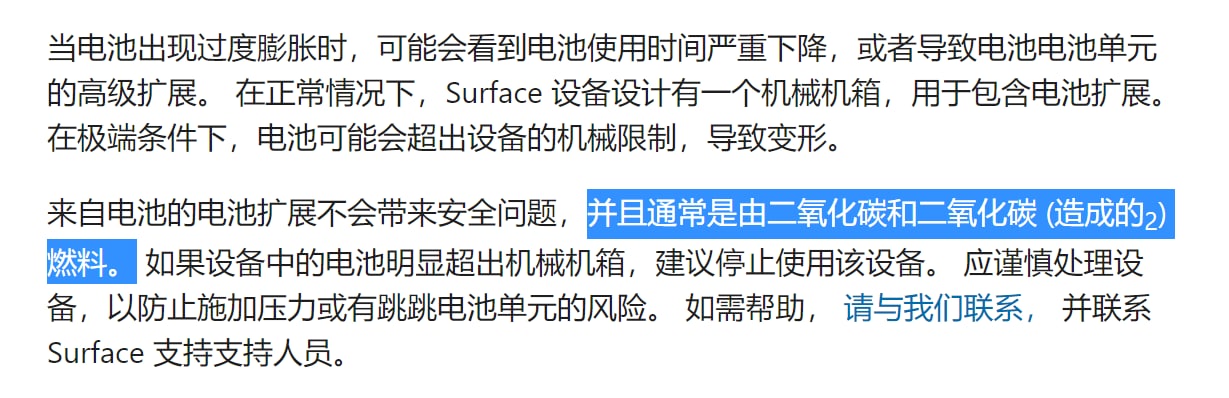 当电池出现过度膨胀时，可能会看到电池使用时间严重下降，或者导致电池电池单元
的高级扩展。 在正常情况下，Surface 设备设计有一个机械机箱，用于包含电池扩展。
在极端条件下，电池可能会超出设备的机械限制，导致变形。
来自电池的电池扩展不会带来安全问题，并且通常是由二氧化碳和二氧化碳 (造成的₂)
燃料。 如果设备中的电池明显超出机械机箱，建议停止使用该设备。 应谨慎处理设
备，以防止施加压力或有跳跳电池单元的风险。 如需帮助， 请与我们联系， 并联系
Surface 支持支持人员。